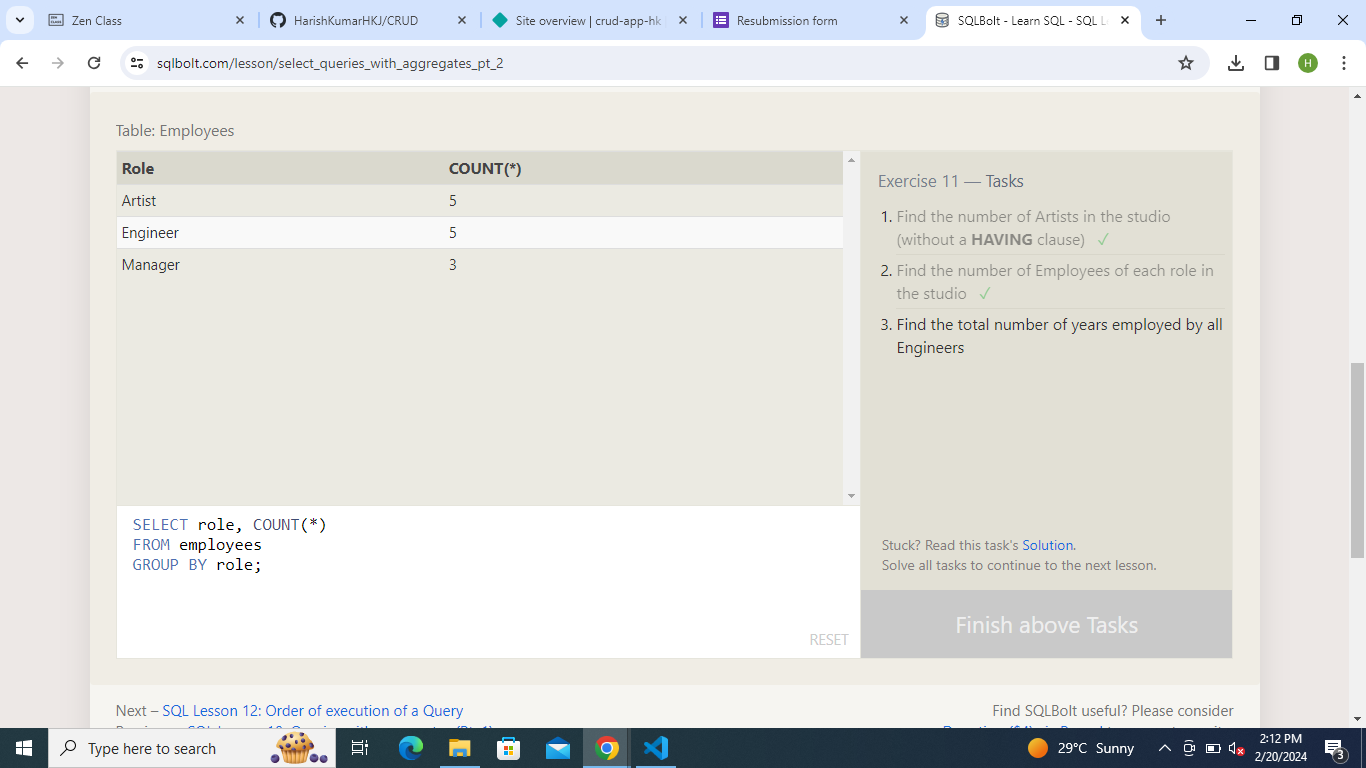 Zen Class
HarishKumarHKJ/CRUD
Site overview | crud-app-hk
Resubmission form
SQLBolt - Learn SQL - SQL L
sqlbolt.com/lesson/select_queries_with_aggregates_pt_2
H
Table: Employees
Role COUNT(*)
Artist 5
Engineer 5
Manager 3
Exercise 11 — Tasks
1. Find the number of Artists in the studio
(without a HAVING clause) ✓
2. Find the number of Employees of each role in
the studio ✓
3. Find the total number of years employed by all
Engineers
SELECT role, COUNT(*)
FROM employees
GROUP BY role;
RESET
Stuck? Read this task's Solution.
Solve all tasks to continue to the next lesson.
Finish above Tasks
Next – SQL Lesson 12: Order of execution of a Query
Find SQLBolt useful? Please consider
Type here to search
29°C Sunny
2:12 PM
2/20/2024
3